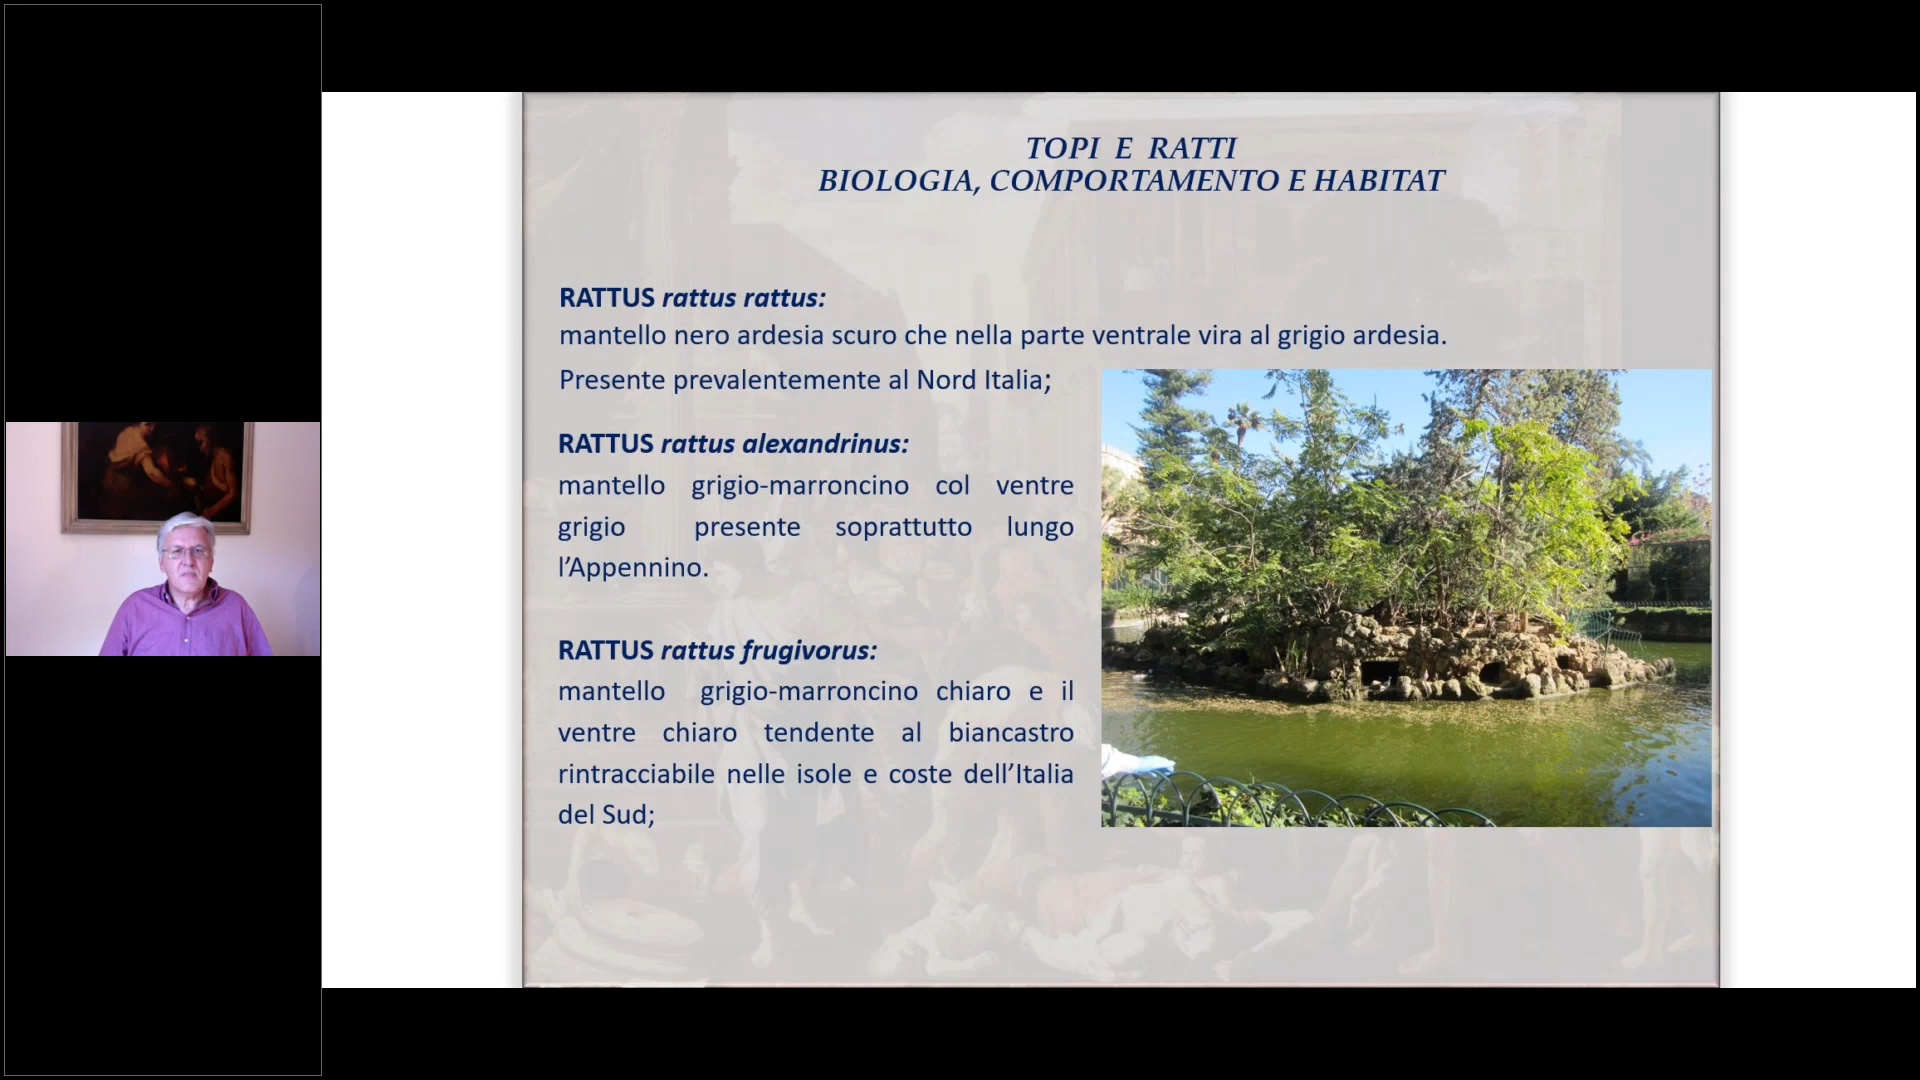 TOPI E RATTI
BIOLOGIA, COMPORTAMENTO E HABITAT
RATTUS rattus rattus:
mantello nero ardesia scuro che nella parte ventrale vira al grigio ardesia.
Presente prevalentemente al Nord Italia;
RATTUS rattus alexandrinus:
mantello grigio-marroncino col ventre
grigio presente soprattutto lungo
l’Appennino.
RATTUS rattus frugivorus:
mantello grigio-marroncino chiaro e il
ventre chiaro tendente al biancastro
rintracciabile nelle isole e coste dell’Italia
del Sud;